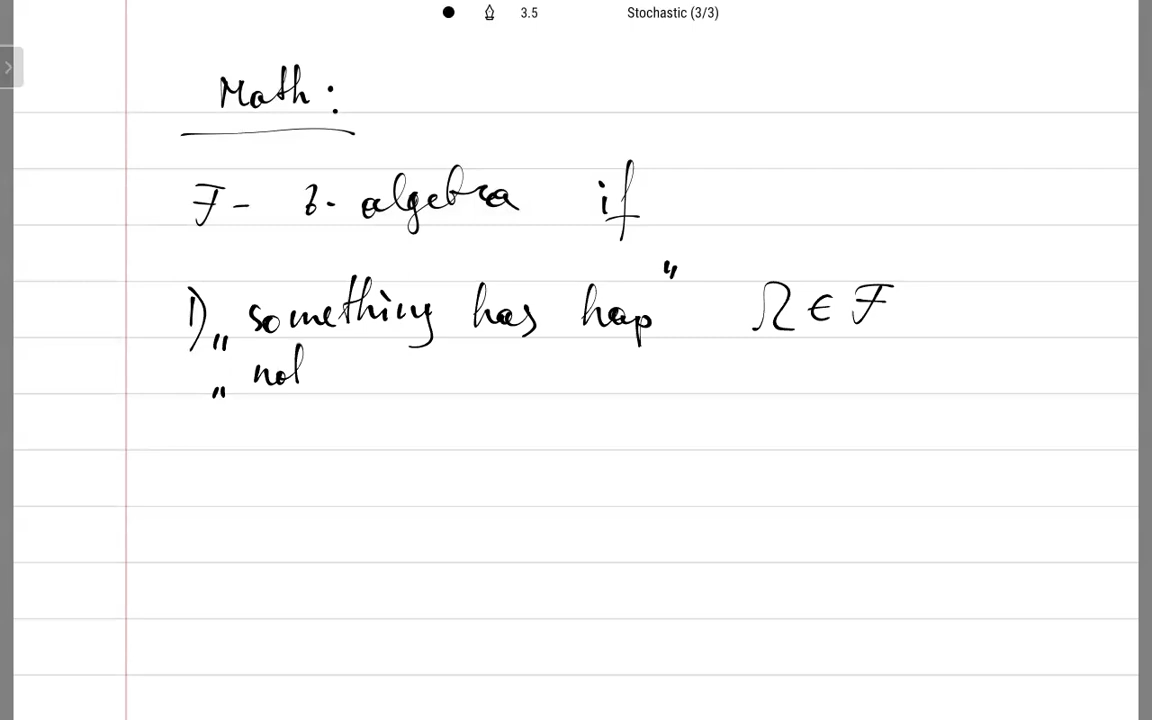 3.5 Stochastic (3/3)
Math:
F - σ-algebra if
1) „something has hap“ Ω ∈ F
„not